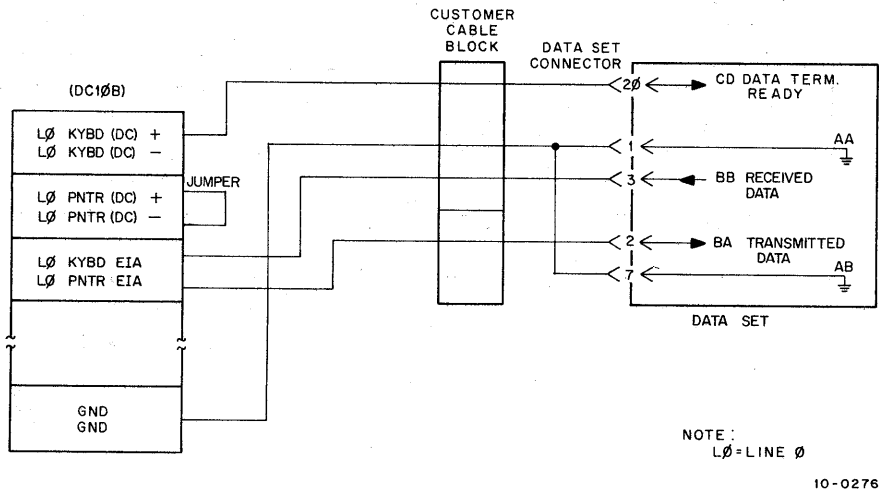 CUSTOMER
CABLE
BLOCK
DATA SET
CONNECTOR
(DC1ØB)
LØ KYBD (DC) +
LØ KYBD (DC) −
JUMPER
LØ PNTR (DC) +
LØ PNTR (DC) −
LØ KYBD EIA
LØ PNTR EIA
GND
GND
2Ø
CD DATA TERM.
READY
1
AA
3
BB RECEIVED
DATA
2
BA TRANSMITTED
DATA
7
AB
DATA SET
NOTE:
LØ=LINE Ø
10-0276